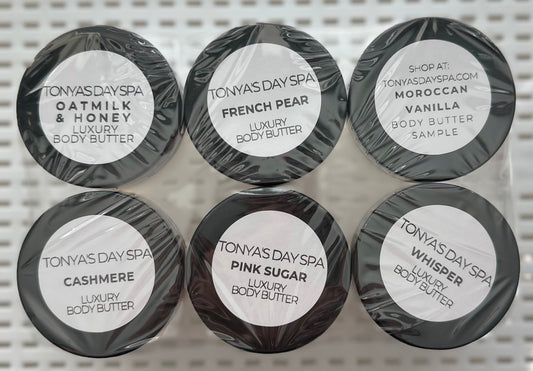 TONYA'S DAY SPA
OATMILK
& HONEY
LUXURY
BODY BUTTER
TONYA'S DAY SPA
FRENCH PEAR
LUXURY
BODY BUTTER
SHOP AT:
TONYASDAYSPA.COM
MOROCCAN
VANILLA
BODY BUTTER
SAMPLE
TONYA'S DAY SPA
CASHMERE
LUXURY
BODY BUTTER
TONYA'S DAY SPA
PINK SUGAR
LUXURY
BODY BUTTER
TONYA'S DAY SPA
WHISPER
LUXURY
BODY BUTTER